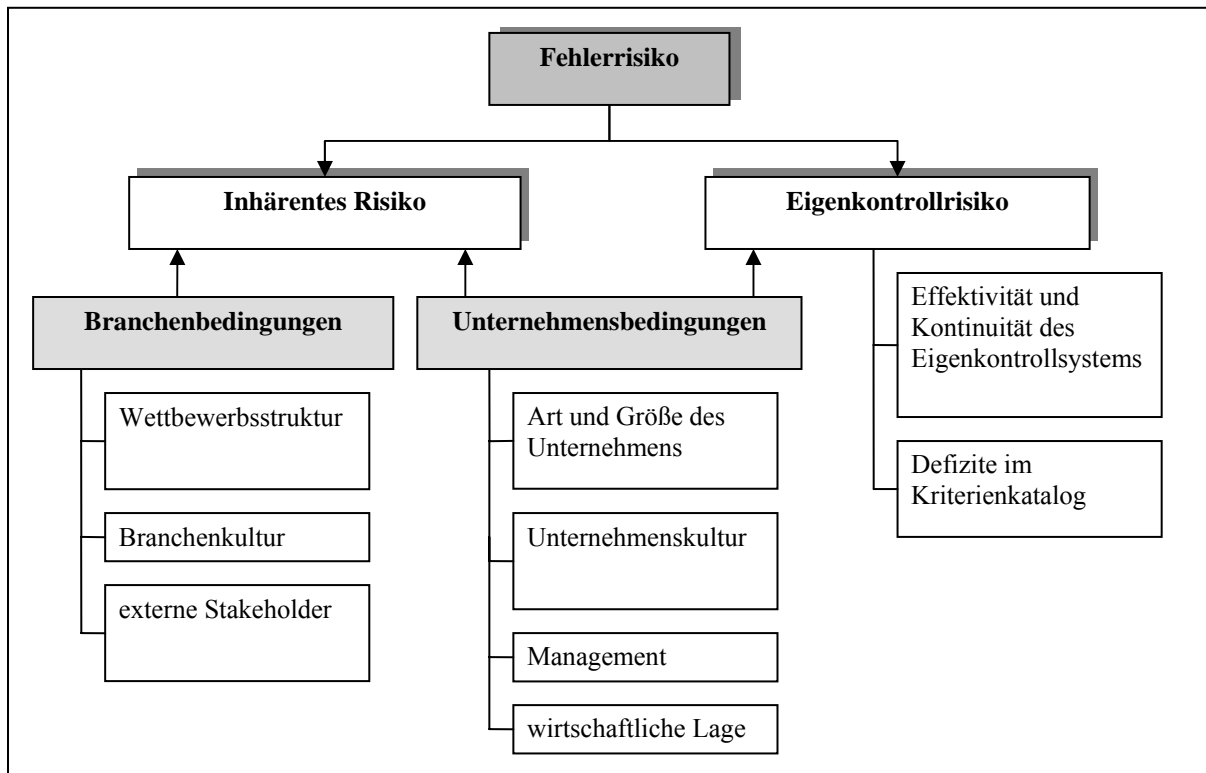 Fehlerrisiko
Inhärentes Risiko
Eigenkontrollrisiko
Branchenbedingungen
Wettbewerbsstruktur
Branchenkultur
externe Stakeholder
Unternehmensbedingungen
Art und Größe des
Unternehmens
Unternehmenskultur
Management
wirtschaftliche Lage
Effektivität und
Kontinuität des
Eigenkontrollsystems
Defizite im
Kriterienkatalog